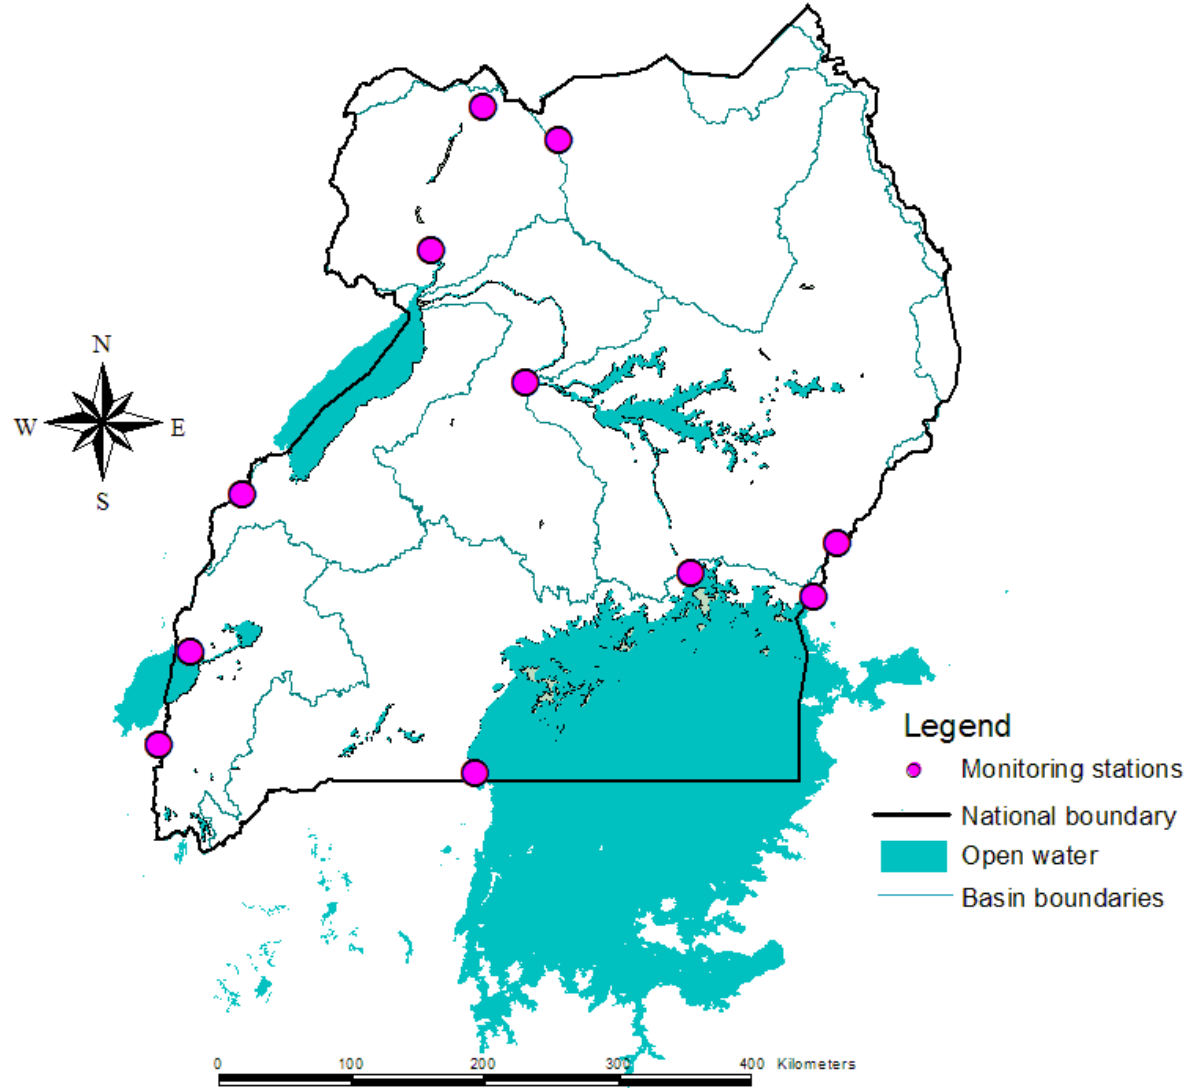 N
W
E
S
Legend
Monitoring stations
National boundary
Open water
Basin boundaries
0 100 200 300 400 Kilometers